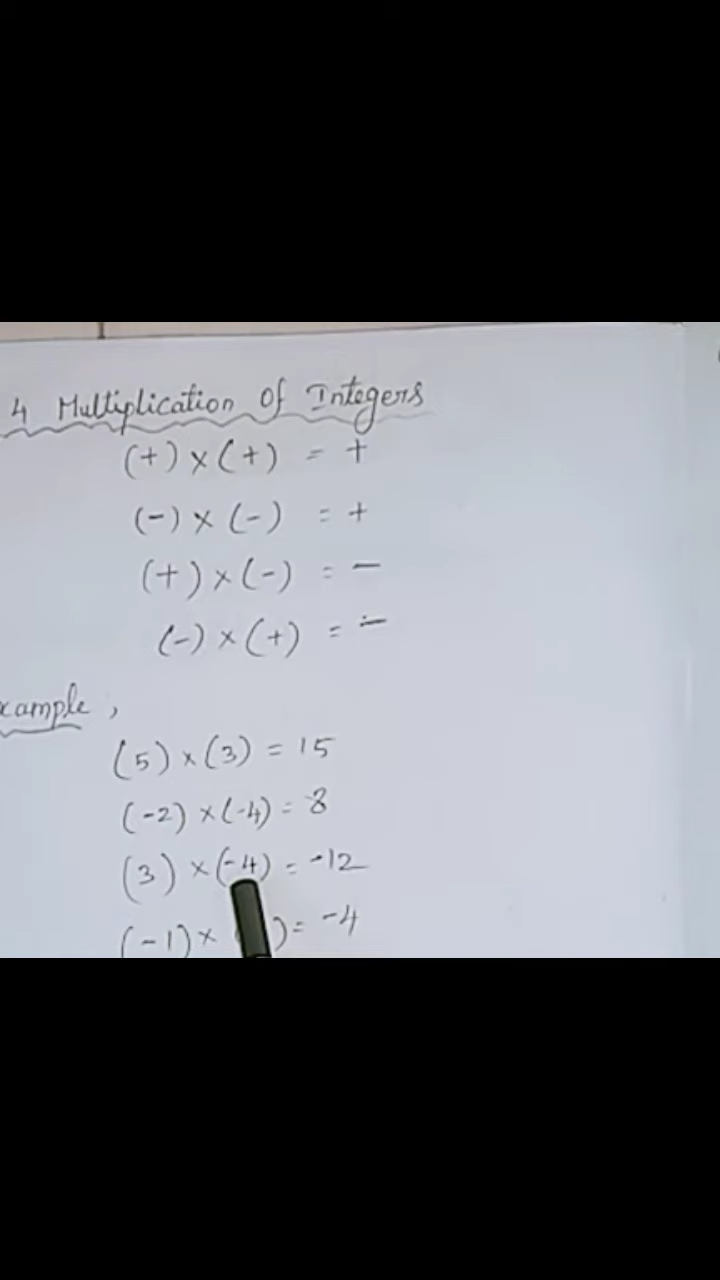 4 Multiplication Of Integers
(+) × (+) = +
(-) × (-) = +
(+) × (-) = -
(-) × (+) = -
xample,
(5) × (3) = 15
(-2) × (-4) = 8
(3) × (-4) = -12
(-1) × ) = -4